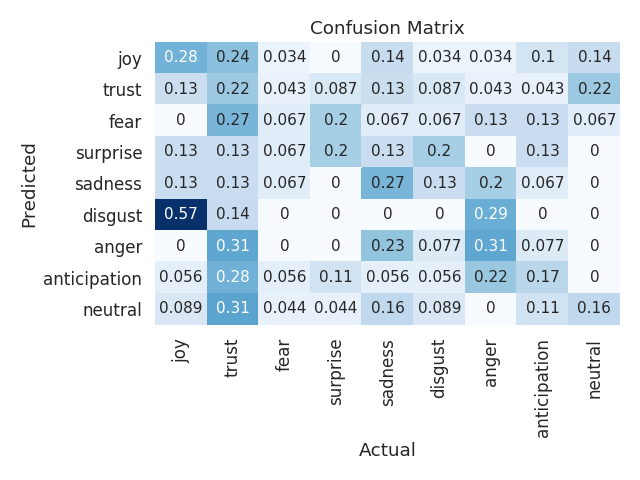 Confusion Matrix
joy 0.28 0.24 0.034 0 0.14 0.034 0.034 0.1 0.14
trust 0.13 0.22 0.043 0.087 0.13 0.087 0.043 0.043 0.22
fear 0 0.27 0.067 0.2 0.067 0.067 0.13 0.13 0.067
surprise 0.13 0.13 0.067 0.2 0.13 0.2 0 0.13 0
sadness 0.13 0.13 0.067 0 0.27 0.13 0.2 0.067 0
disgust 0.57 0.14 0 0 0 0 0.29 0 0
anger 0 0.31 0 0 0.23 0.077 0.31 0.077 0
anticipation 0.056 0.28 0.056 0.11 0.056 0.056 0.22 0.17 0
neutral 0.089 0.31 0.044 0.044 0.16 0.089 0 0.11 0.16
joy trust fear surprise sadness disgust anger anticipation neutral
Actual
Predicted